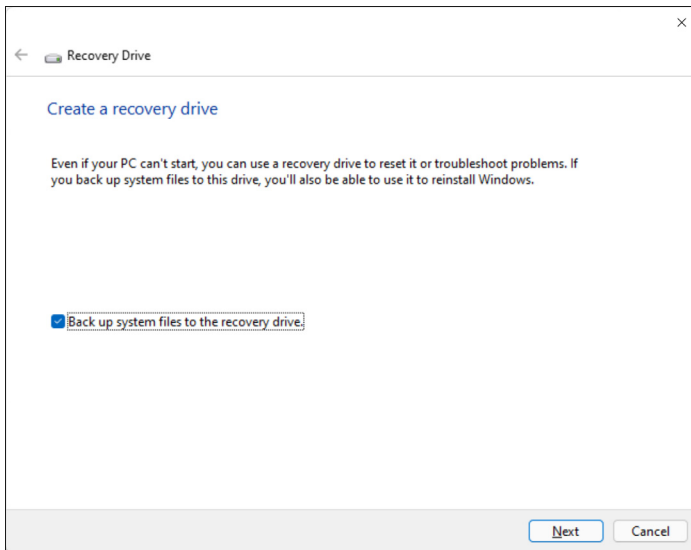 Recovery Drive
Create a recovery drive
Even if your PC can't start, you can use a recovery drive to reset it or troubleshoot problems. If
you back up system files to this drive, you'll also be able to use it to reinstall Windows.
Back up system files to the recovery drive.
Next Cancel